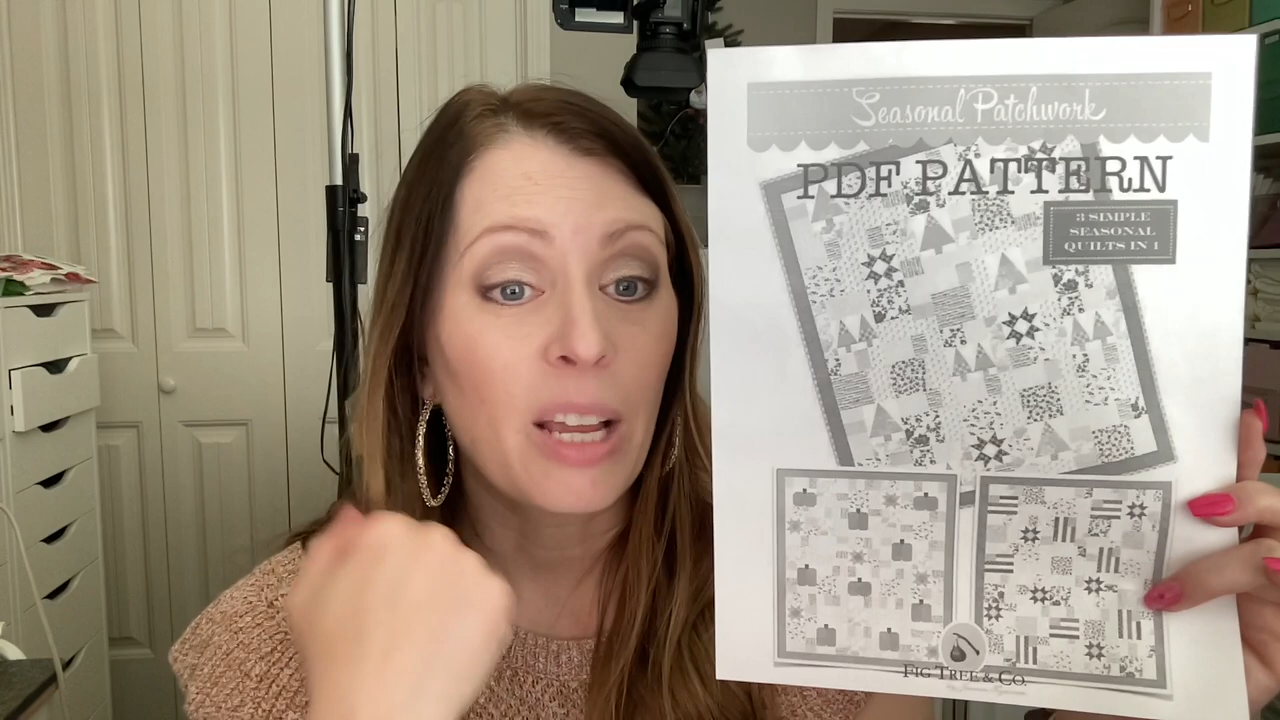 Seasonal Patchwork
PDF PATTERN
3 SIMPLE
SEASONAL
QUILTS IN 1
FIG TREE & CO.